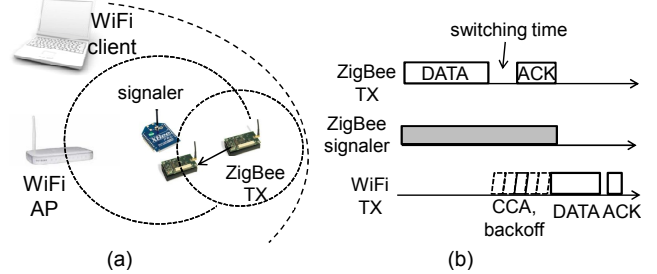 WiFi
client
signaler
WiFi
AP
ZigBee
TX
(a)
switching time
ZigBee
TX
DATA
ACK
ZigBee
signaler
WiFi
TX
CCA,
backoff
DATA ACK
(b)